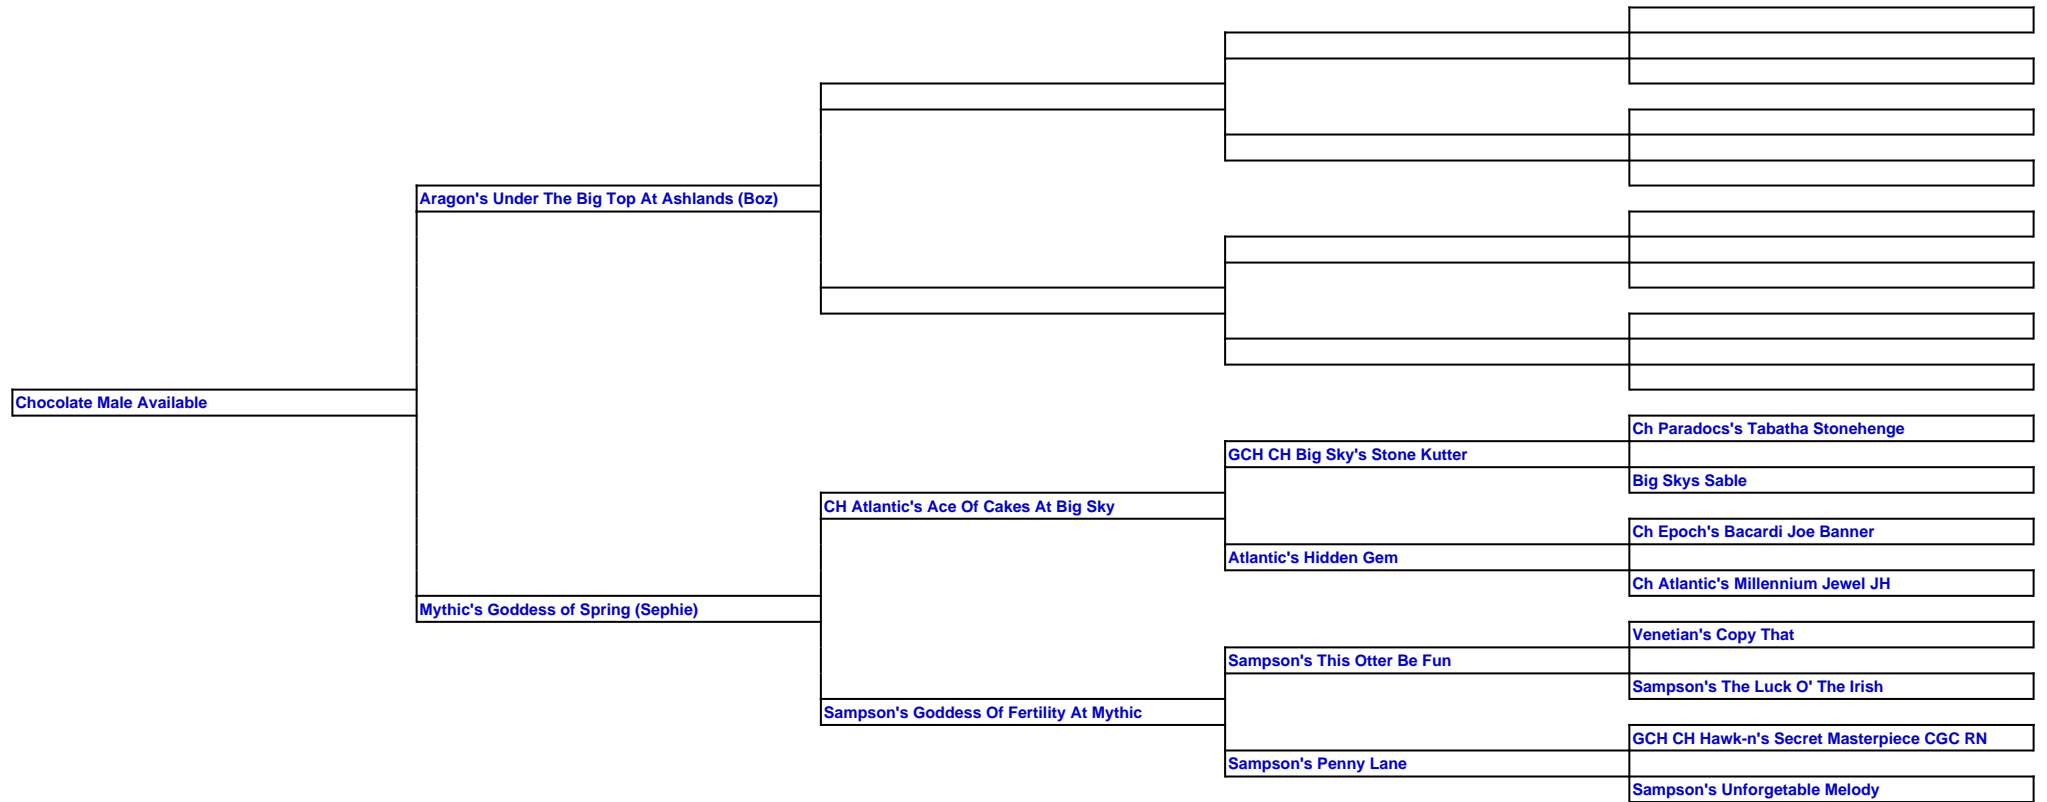 Aragon's Under The Big Top At Ashlands (Boz)
Chocolate Male Available
Ch Paradocs's Tabatha Stonehenge
GCH CH Big Sky's Stone Kutter
Big Skys Sable
CH Atlantic's Ace Of Cakes At Big Sky
Ch Epoch's Bacardi Joe Banner
Atlantic's Hidden Gem
Ch Atlantic's Millennium Jewel JH
Mythic's Goddess of Spring (Sephie)
Venetian's Copy That
Sampson's This Otter Be Fun
Sampson's The Luck O' The Irish
Sampson's Goddess Of Fertility At Mythic
GCH CH Hawk-n's Secret Masterpiece CGC RN
Sampson's Penny Lane
Sampson's Unforgetable Melody